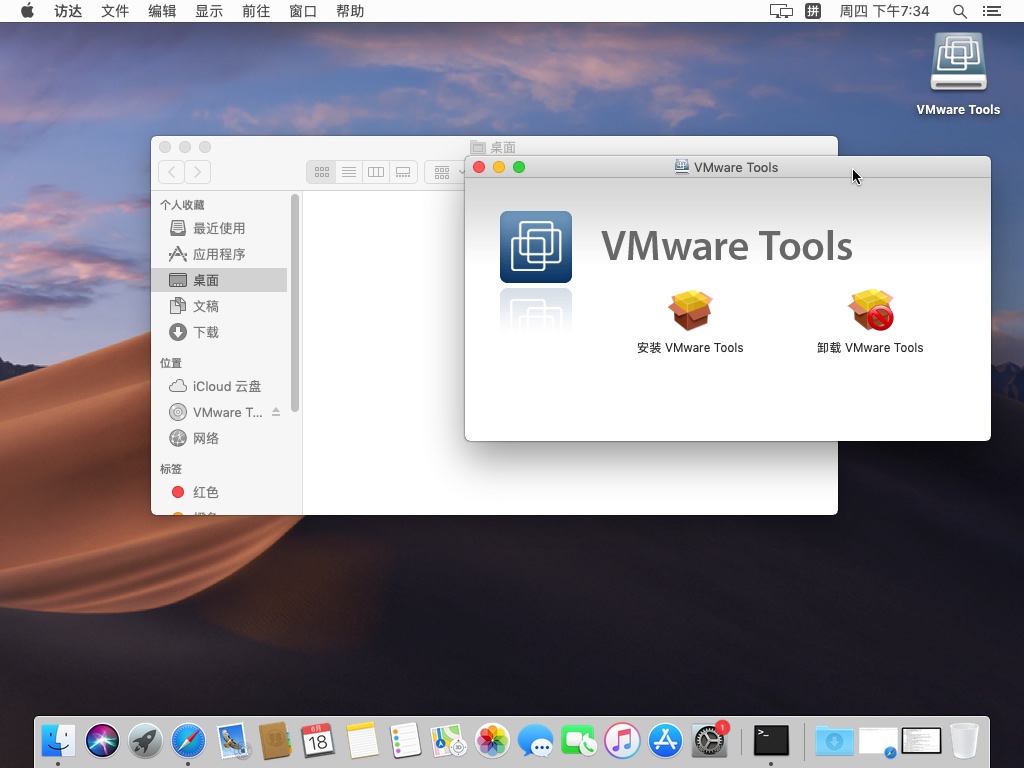 访达 文件 编辑 显示 前往 窗口 帮助 拼 周四 下午7:34
VMware Tools
桌面
VMware Tools
个人收藏
最近使用
应用程序
桌面
文稿
下载
位置
iCloud 云盘
VMware T...
网络
标签
红色
VMware Tools
安装 VMware Tools
卸载 VMware Tools
6月
18
1
>_